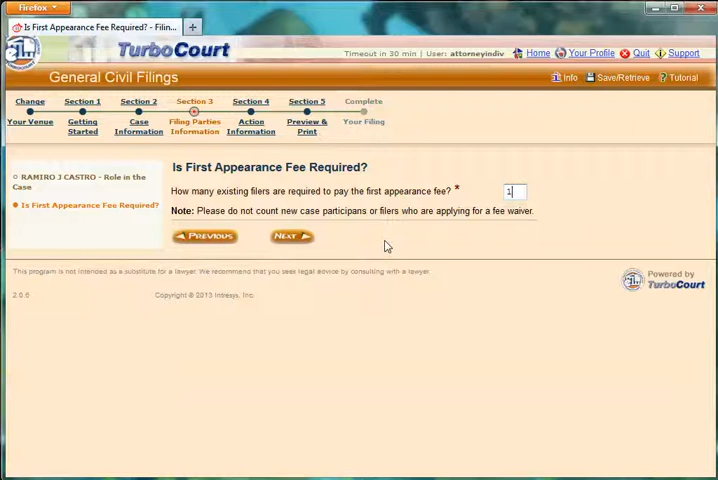 Firefox
Is First Appearance Fee Required? - Filin...
TurboCourt
Timeout in 30 min | User: attorneyindiv
Home
Your Profile
Quit
Support
General Civil Filings
Info
Save/Retrieve
Tutorial
Change
Your Venue
Section 1
Getting
Started
Section 2
Case
Information
Section 3
Filing Parties
Information
Section 4
Action
Information
Section 5
Preview &
Print
Complete
Your Filing
RAMIRO J CASTRO - Role in the
Case
Is First Appearance Fee Required?
Is First Appearance Fee Required?
How many existing filers are required to pay the first appearance fee? *
1
Note: Please do not count new case participans or filers who are applying for a fee waiver.
PREVIOUS
NEXT
This program is not intended as a substitute for a lawyer. We recommend that you seek legal advice by consulting with a lawyer.
Powered by
TurboCourt
2.0.6
Copyright © 2013 Intresys, Inc.